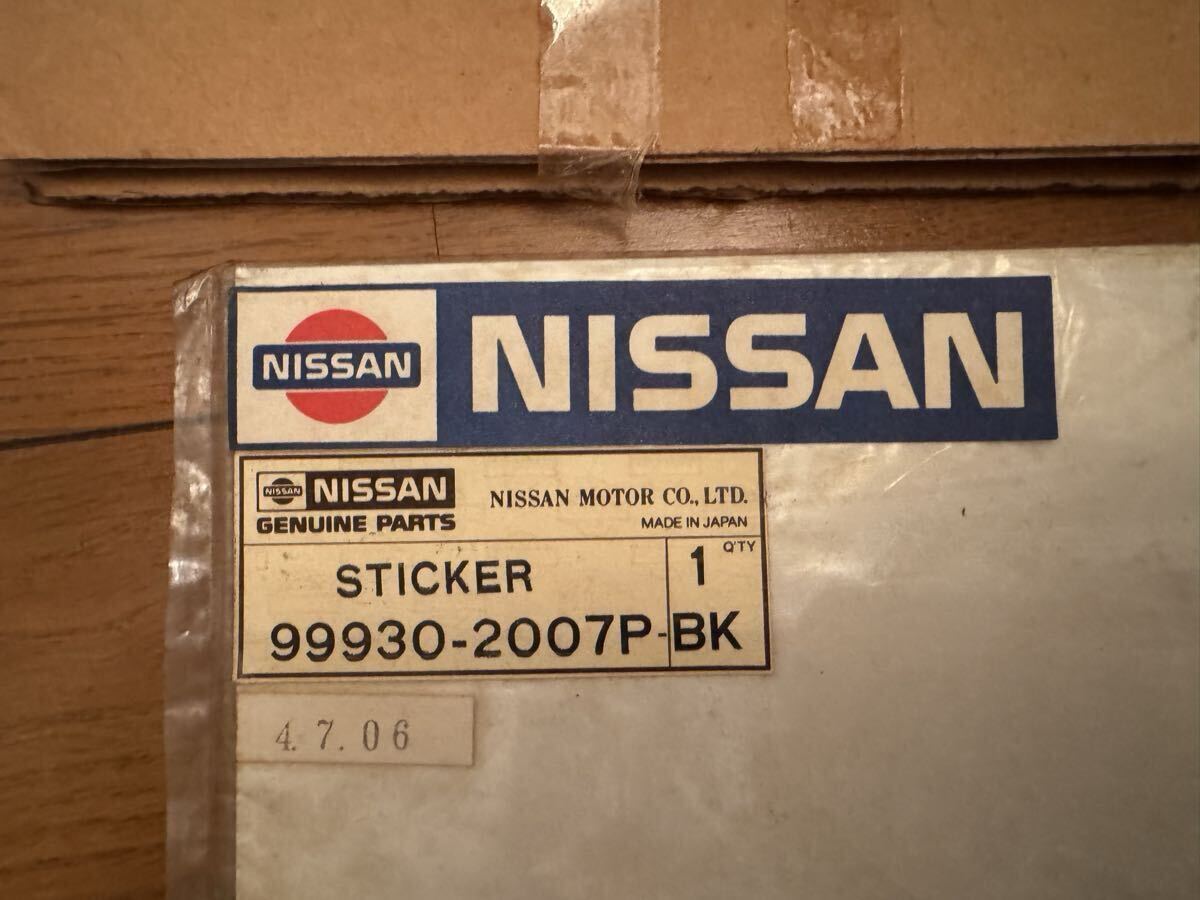 NISSAN NISSAN
NISSAN NISSAN NISSAN MOTOR CO., LTD.
GENUINE PARTS MADE IN JAPAN
STICKER 1 Q'TY
99930-2007P-BK
4.7.06